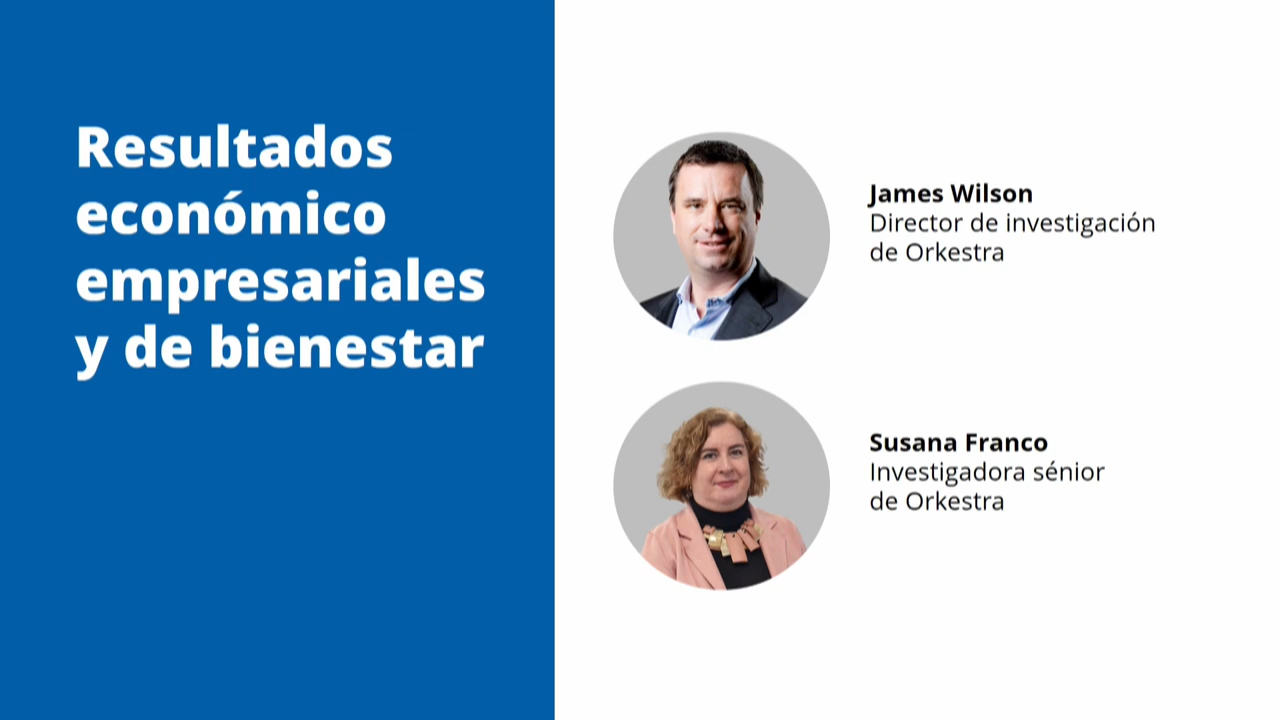 Resultados
económico
empresariales
y de bienestar
James Wilson
Director de investigación
de Orkestra
Susana Franco
Investigadora sénior
de Orkestra